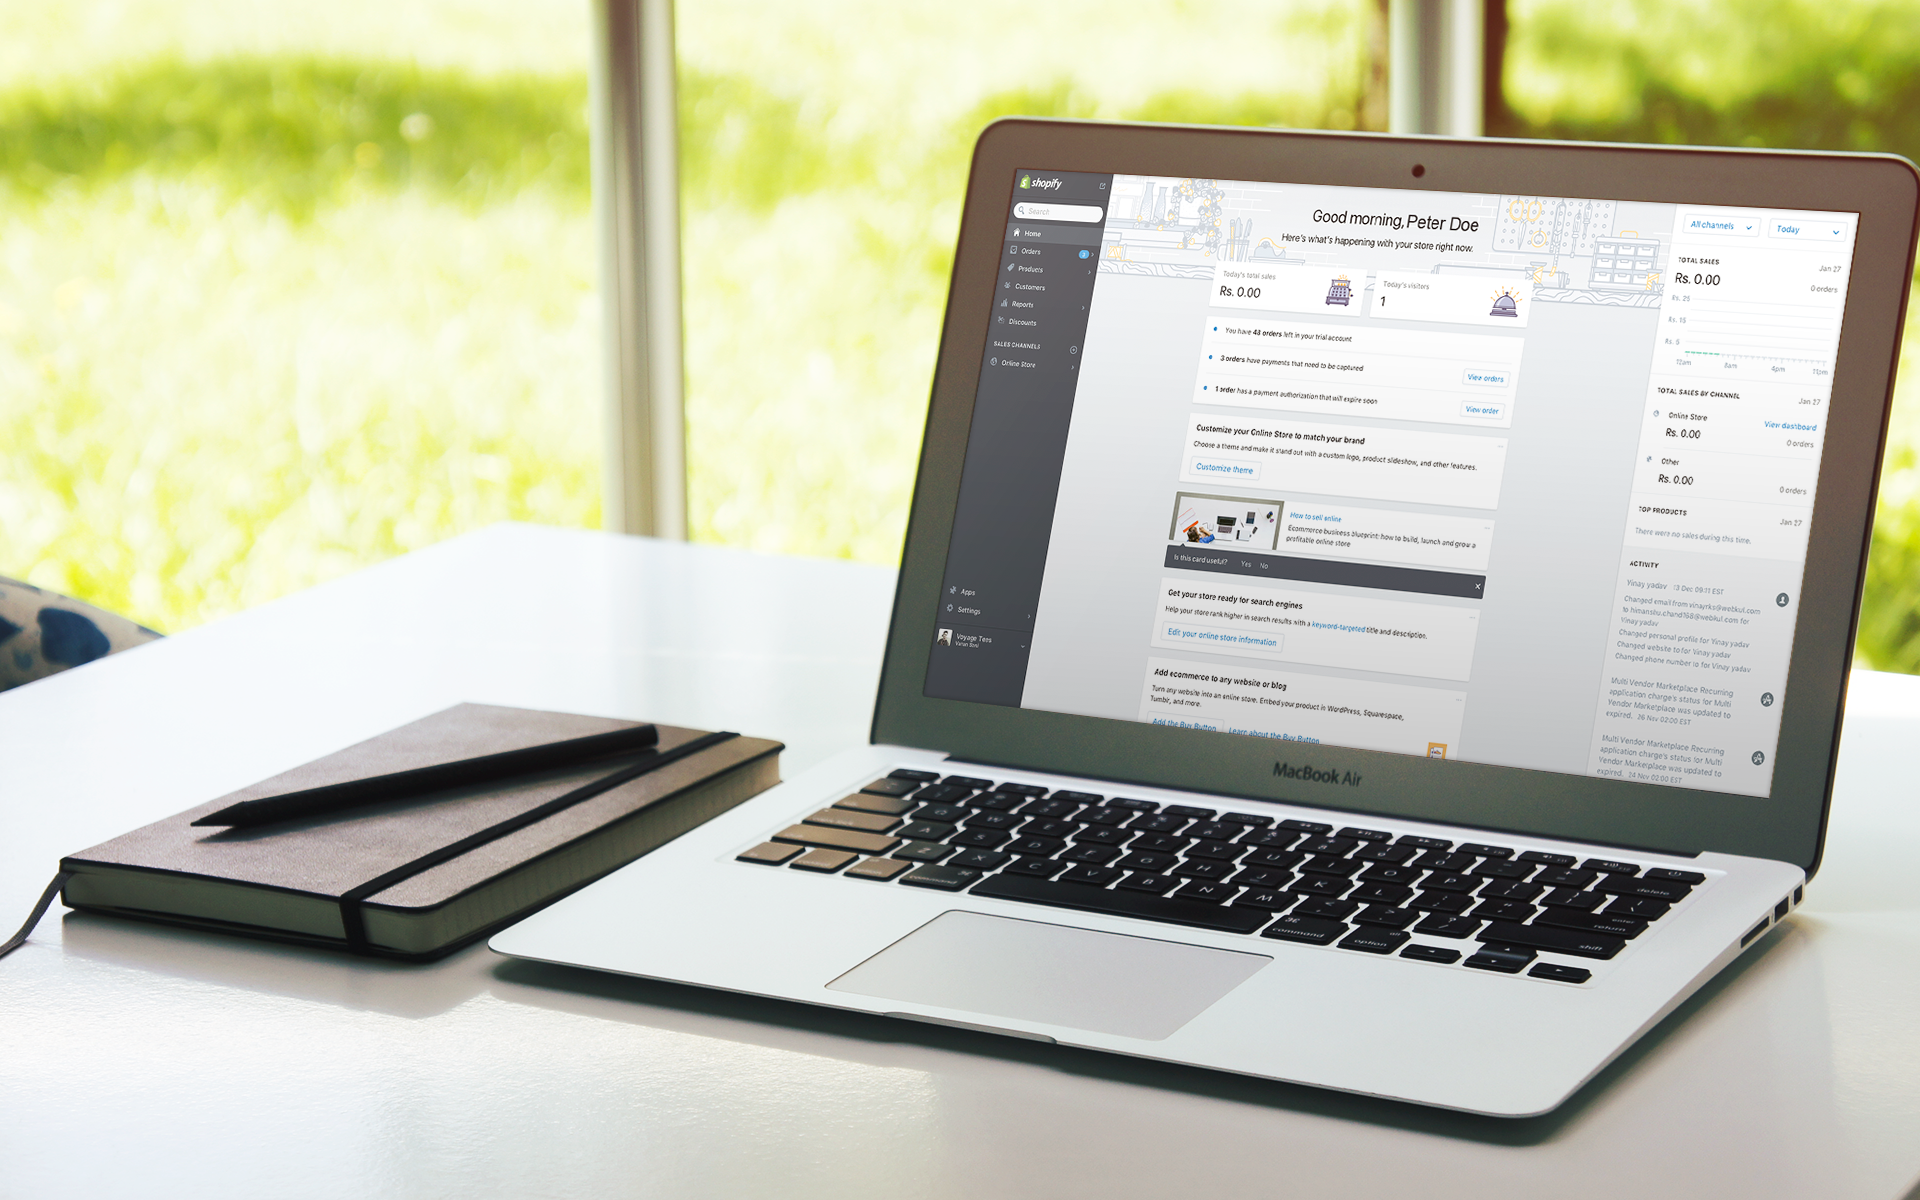 shopify
Search
Home
Orders
3
Products
Customers
Reports
Discounts
SALES CHANNELS
Online Store
Apps
Settings
Voyage Tens
Good morning, Peter Doe
Here's what's happening with your store right now.
Today's total sales
Rs. 0.00
Today's visitors
1
You have 43 orders left in your trial account
3 orders have payments that need to be captured
View orders
1 order has a payment authorization that will expire soon
View order
Customize your Online Store to match your brand
Choose a theme and make it stand out with a custom logo, product slideshow, and other features.
Customize theme
How to sell online
Ecommerce business blueprint: how to build, launch and grow a
profitable online store
Is this card useful? Yes No
Get your store ready for search engines
Help your store rank higher in search results with a keyword-targeted title and description.
Edit your online store information
Add ecommerce to any website or blog
Turn any website into an online store. Embed your product in WordPress, Squarespace,
Tumblr, and more.
Add the Buy Button Learn about the Buy Button
All channels
Today
TOTAL SALES
Jan 27
Rs. 0.00
0 orders
Rs. 25
Rs. 15
Rs. 5
12am 8am 4pm 11pm
TOTAL SALES BY CHANNEL
Jan 27
Online Store
View dashboard
Rs. 0.00
0 orders
Other
Rs. 0.00
0 orders
TOP PRODUCTS
Jan 27
There were no sales during this time.
ACTIVITY
Vinay yadav 13 Dec 09:11 EST
Changed email from vinayrks@webkul.com
to himanshu.chand168@webkul.com for
Vinay yadav
Changed personal profile for Vinay yadav
Changed website to for Vinay yadav
Changed phone number to for Vinay yadav
Multi Vendor Marketplace Recurring
application charge's status for Multi
Vendor Marketplace was updated to
expired. 26 Nov 02:00 EST
Multi Vendor Marketplace Recurring
application charge's status for Multi
Vendor Marketplace was updated to
expired. 24 Nov 02:00 EST
MacBook Air
delete
Q W E R T Y U I O P
enter
return
A S D F G H J K L
shift
Z X C V B N M
command
command
option
alt